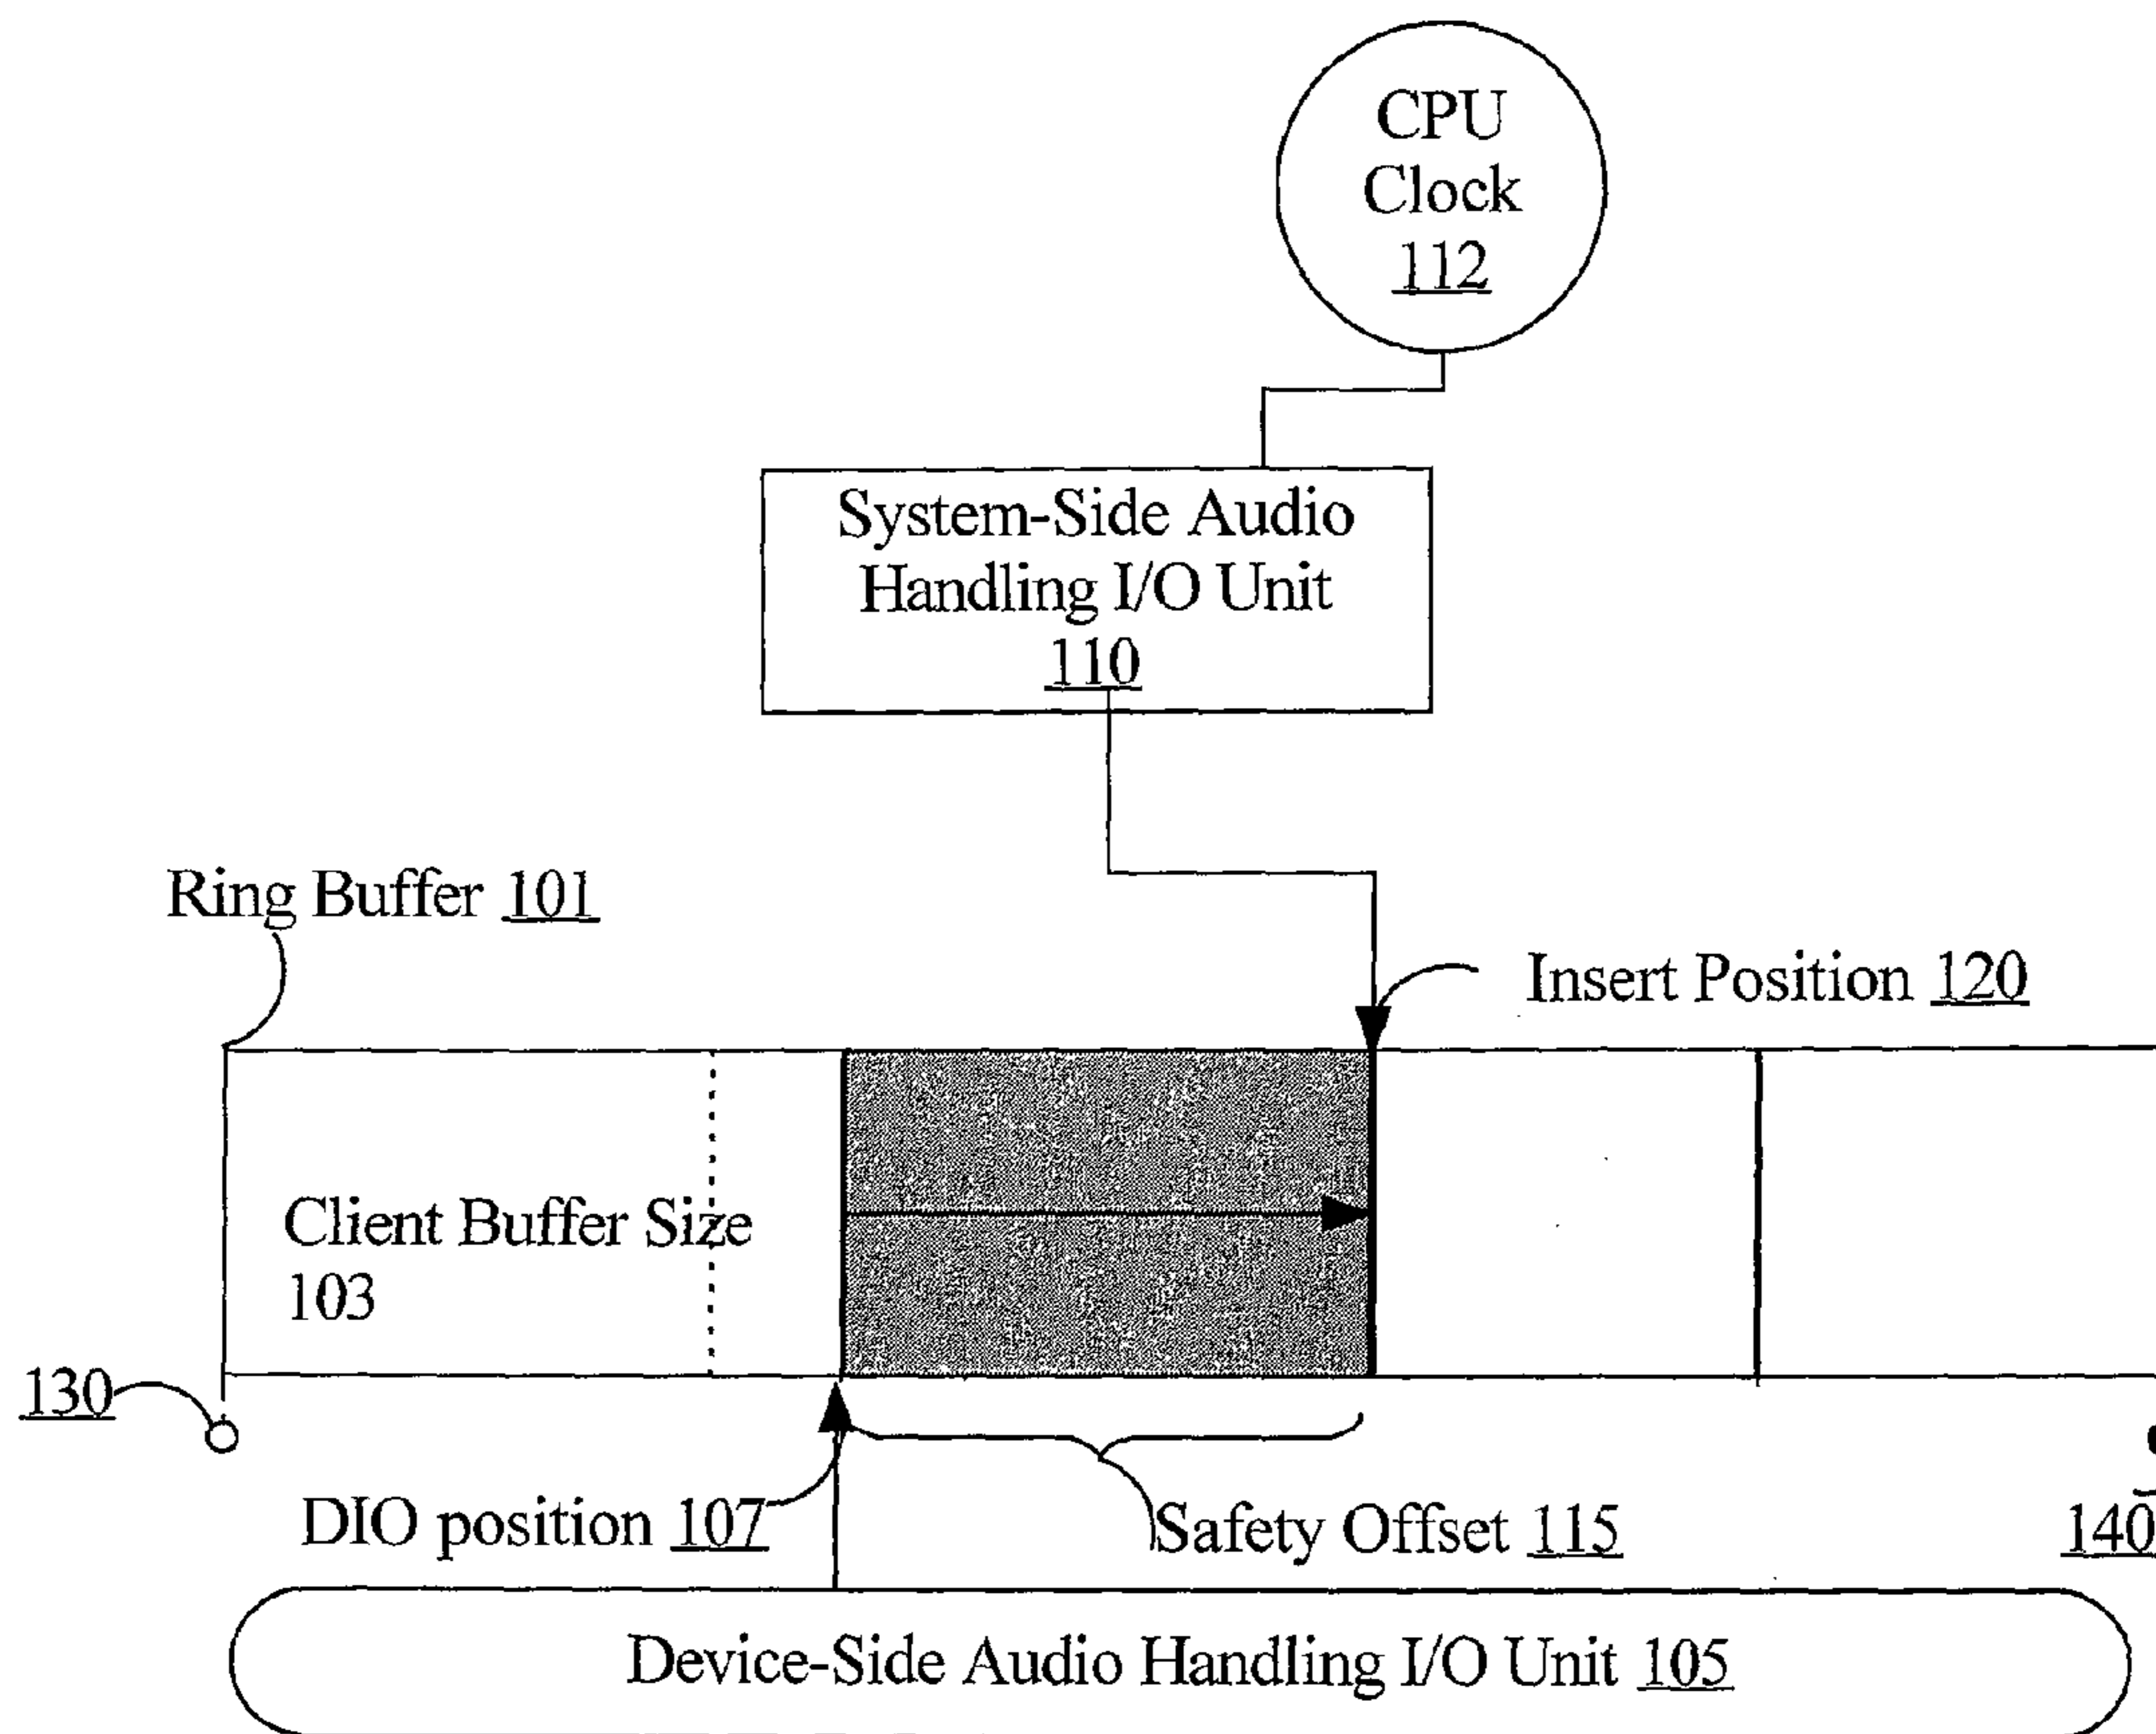 CPU
Clock
112
System-Side Audio
Handling I/O Unit
110
Ring Buffer 101
Insert Position 120
Client Buffer Size
103
130
DIO position 107
Safety Offset 115
140
Device-Side Audio Handling I/O Unit 105